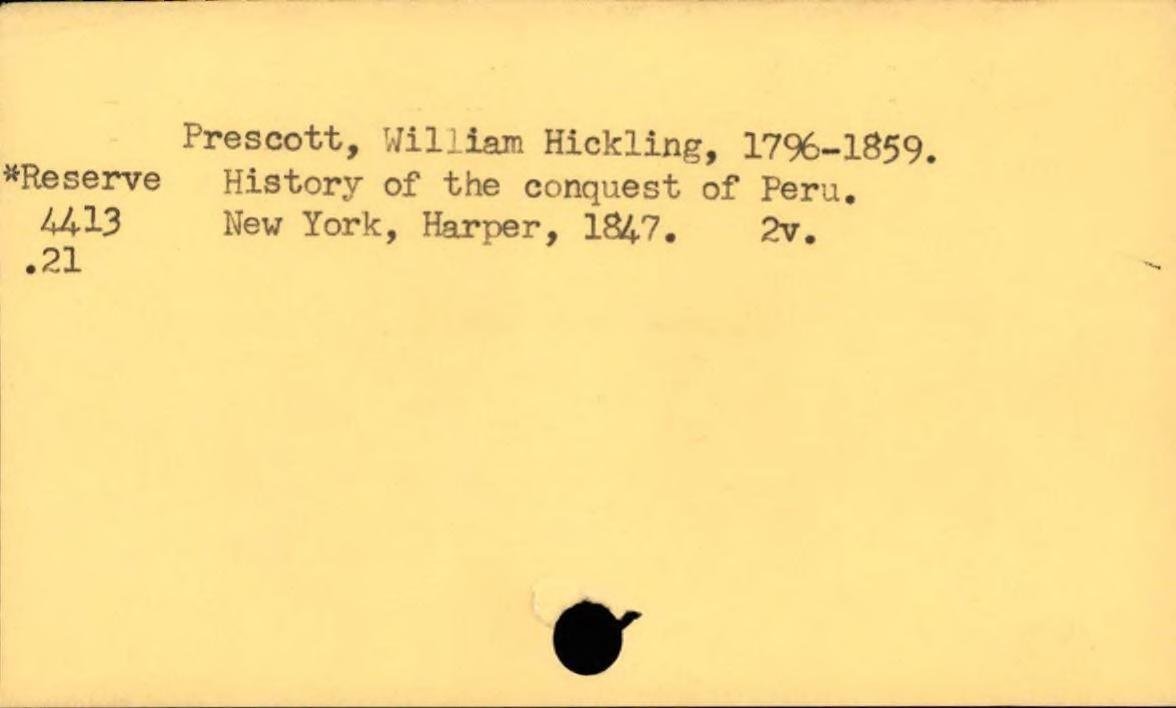 Prescott, William Hickling, 1796-1859.
*Reserve History of the conquest of Peru.
4413 New York, Harper, 1847. 2v.
.21